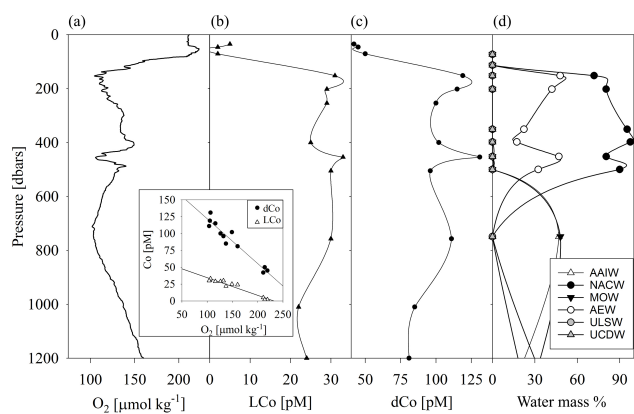 (a) (b) (c) (d)
0
200
400
600
800
1000
1200
Pressure [dbars]
100 150 200
O2 [µmol kg-1]
0 10 20 30
LCo [pM]
50 75 100 125
dCo [pM]
0 30 60 90
Water mass %
150
125
100
75
50
25
0
Co [pM]
50 100 150 200 250
O2 [µmol kg-1]
dCo
LCo
AAIW
NACW
MOW
AEW
ULSW
UCDW